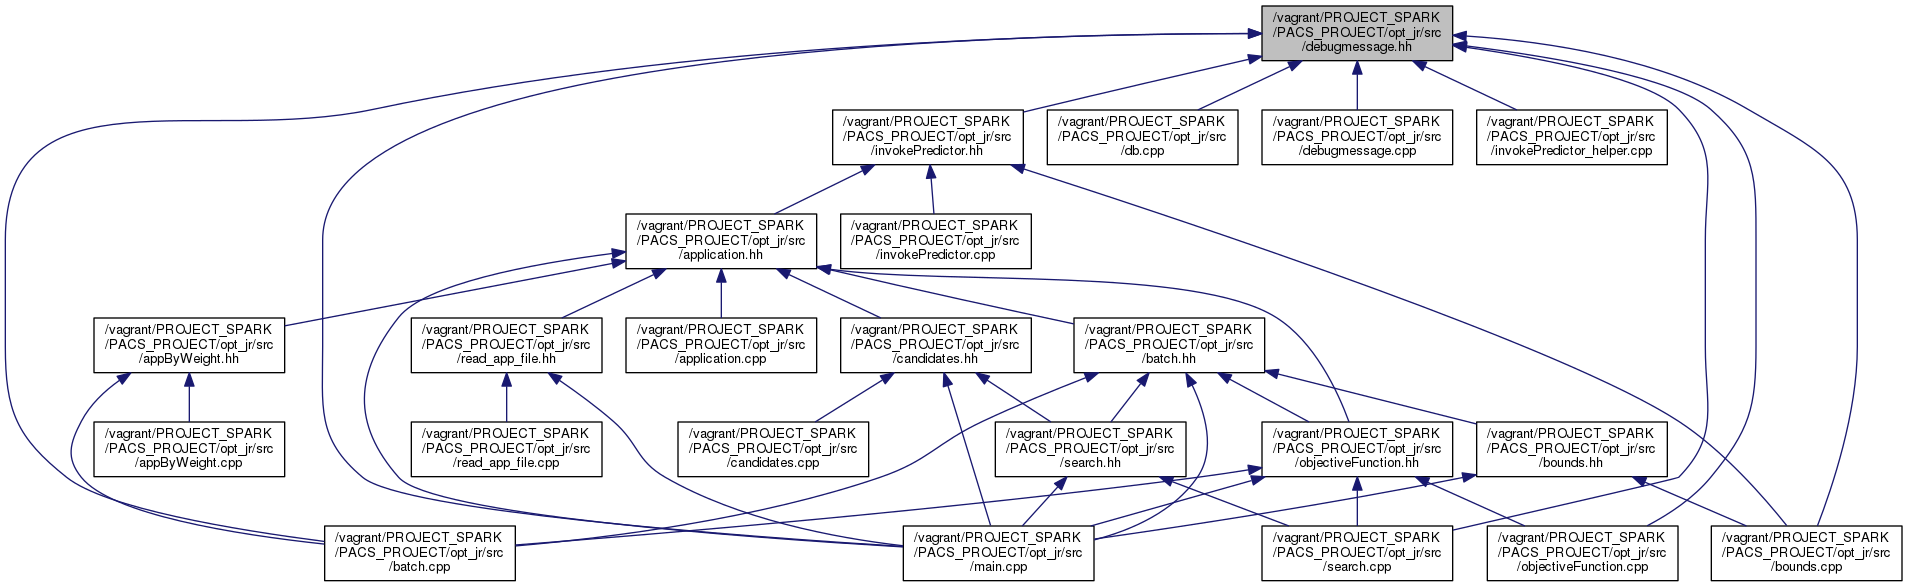 /vagrant/PROJECT_SPARK
/PACS_PROJECT/opt_jr/src
/debugmessage.hh
/vagrant/PROJECT_SPARK
/PACS_PROJECT/opt_jr/src
/invokePredictor.hh
/vagrant/PROJECT_SPARK
/PACS_PROJECT/opt_jr/src
/db.cpp
/vagrant/PROJECT_SPARK
/PACS_PROJECT/opt_jr/src
/debugmessage.cpp
/vagrant/PROJECT_SPARK
/PACS_PROJECT/opt_jr/src
/invokePredictor_helper.cpp
/vagrant/PROJECT_SPARK
/PACS_PROJECT/opt_jr/src
/application.hh
/vagrant/PROJECT_SPARK
/PACS_PROJECT/opt_jr/src
/invokePredictor.cpp
/vagrant/PROJECT_SPARK
/PACS_PROJECT/opt_jr/src
/appByWeight.hh
/vagrant/PROJECT_SPARK
/PACS_PROJECT/opt_jr/src
/read_app_file.hh
/vagrant/PROJECT_SPARK
/PACS_PROJECT/opt_jr/src
/application.cpp
/vagrant/PROJECT_SPARK
/PACS_PROJECT/opt_jr/src
/candidates.hh
/vagrant/PROJECT_SPARK
/PACS_PROJECT/opt_jr/src
/batch.hh
/vagrant/PROJECT_SPARK
/PACS_PROJECT/opt_jr/src
/appByWeight.cpp
/vagrant/PROJECT_SPARK
/PACS_PROJECT/opt_jr/src
/read_app_file.cpp
/vagrant/PROJECT_SPARK
/PACS_PROJECT/opt_jr/src
/candidates.cpp
/vagrant/PROJECT_SPARK
/PACS_PROJECT/opt_jr/src
/search.hh
/vagrant/PROJECT_SPARK
/PACS_PROJECT/opt_jr/src
/objectiveFunction.hh
/vagrant/PROJECT_SPARK
/PACS_PROJECT/opt_jr/src
/bounds.hh
/vagrant/PROJECT_SPARK
/PACS_PROJECT/opt_jr/src
/batch.cpp
/vagrant/PROJECT_SPARK
/PACS_PROJECT/opt_jr/src
/main.cpp
/vagrant/PROJECT_SPARK
/PACS_PROJECT/opt_jr/src
/search.cpp
/vagrant/PROJECT_SPARK
/PACS_PROJECT/opt_jr/src
/objectiveFunction.cpp
/vagrant/PROJECT_SPARK
/PACS_PROJECT/opt_jr/src
/bounds.cpp